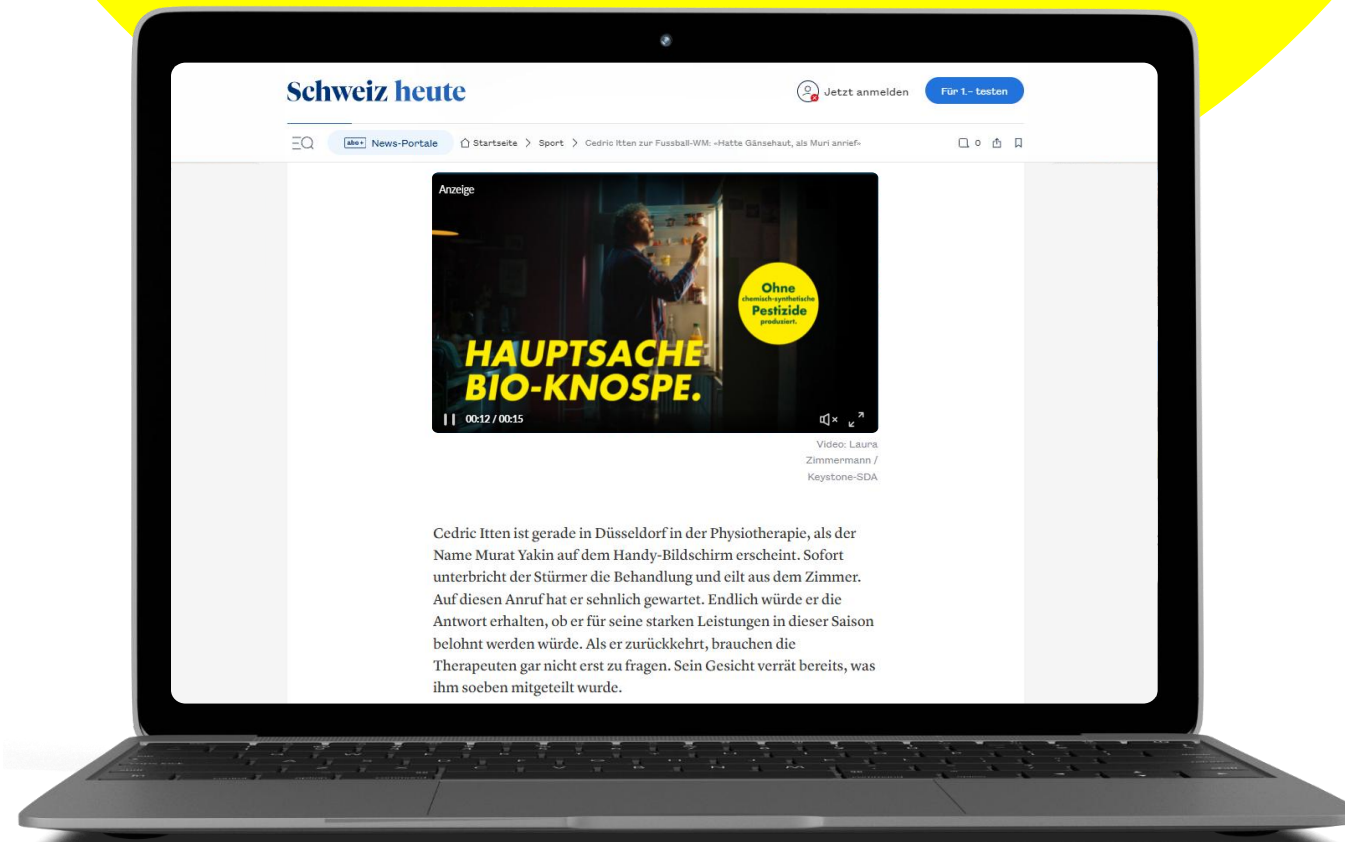 Schweiz heute
Jetzt anmelden
Für 1.– testen
abo+ News-Portale
Startseite > Sport > Cedric Itten zur Fussball-WM: «Hatte Gänsehaut, als Muri anrief»
0
Anzeige
Ohne
chemisch-synthetische
Pestizide
produziert.
HAUPTSACHE
BIO-KNOSPE.
00:12 / 00:15
Video: Laura
Zimmermann /
Keystone-SDA
Cedric Itten ist gerade in Düsseldorf in der Physiotherapie, als der
Name Murat Yakin auf dem Handy-Bildschirm erscheint. Sofort
unterbricht der Stürmer die Behandlung und eilt aus dem Zimmer.
Auf diesen Anruf hat er sehnlich gewartet. Endlich würde er die
Antwort erhalten, ob er für seine starken Leistungen in dieser Saison
belohnt werden würde. Als er zurückkehrt, brauchen die
Therapeuten gar nicht erst zu fragen. Sein Gesicht verrät bereits, was
ihm soeben mitgeteilt wurde.